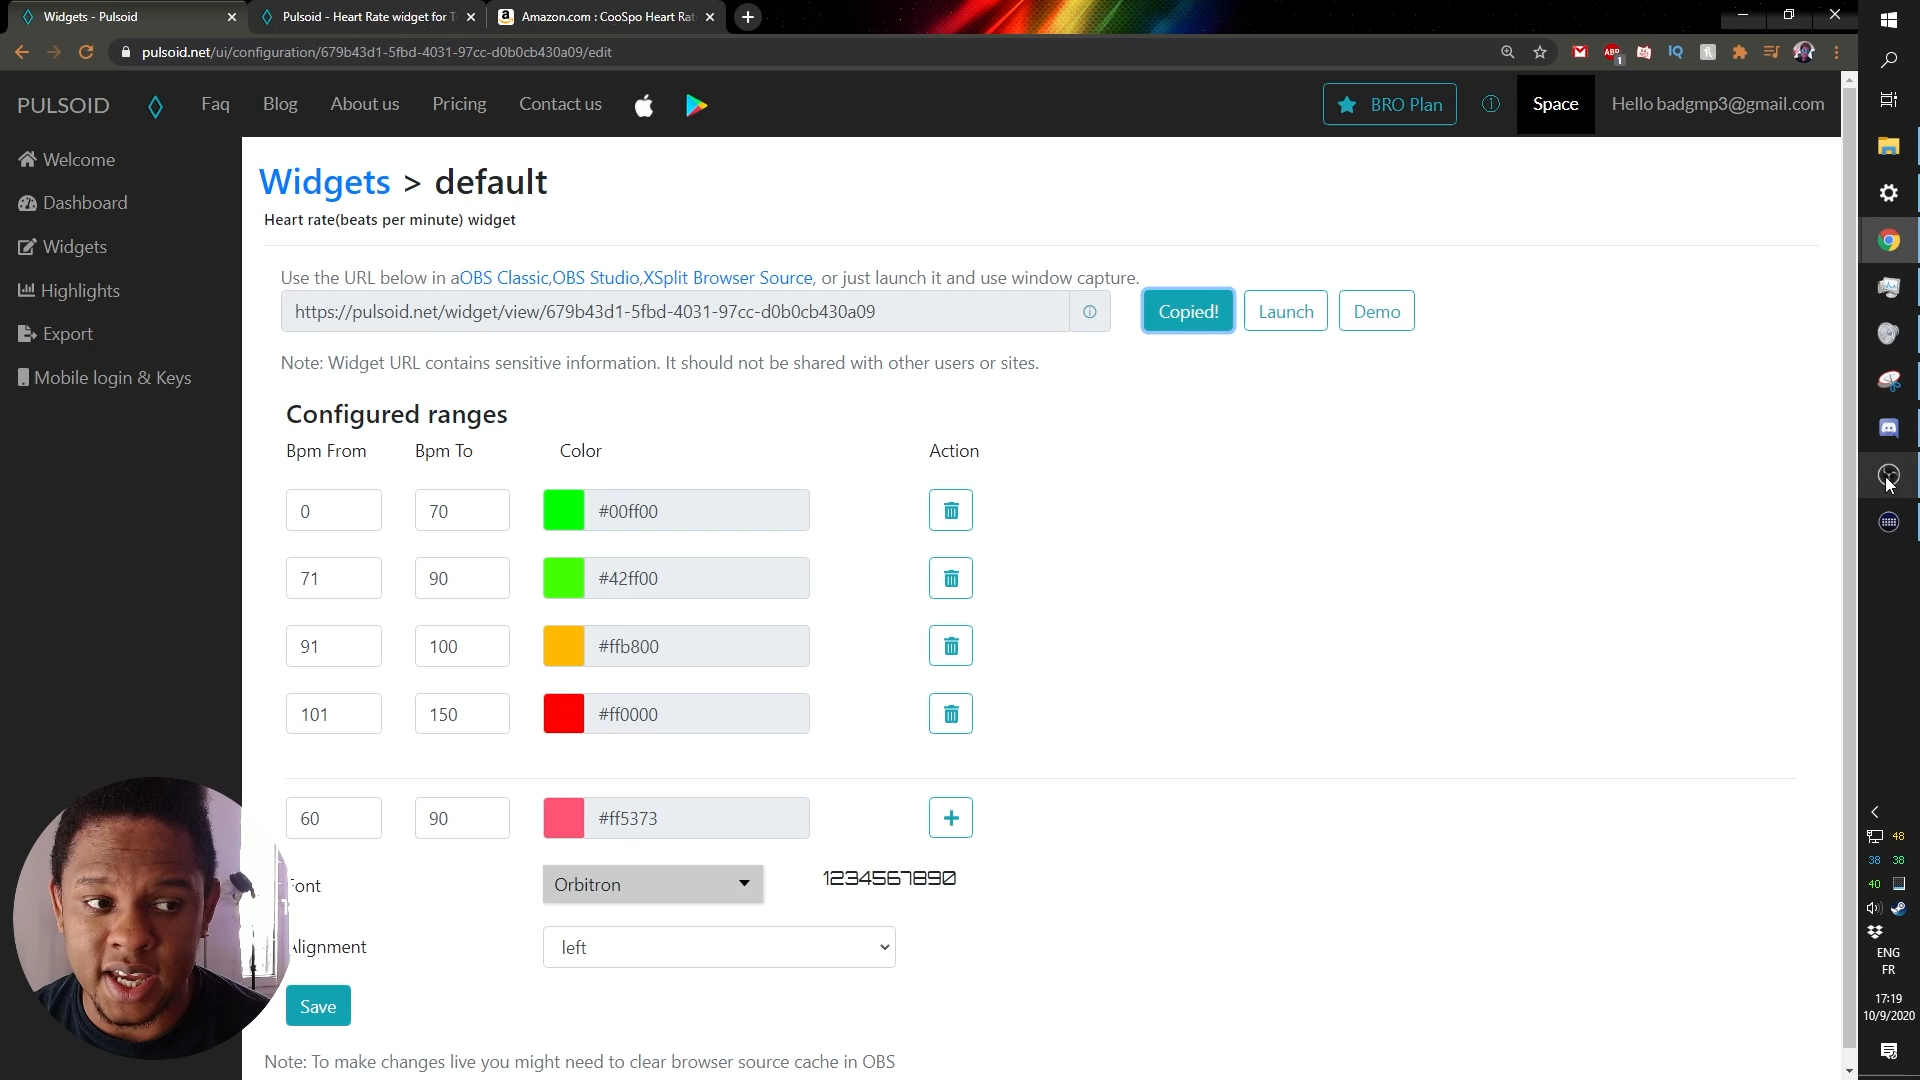 Widgets - Pulsoid
Pulsoid - Heart Rate widget for T
Amazon.com : CooSpo Heart Rat
pulsoid.net/ui/configuration/679b43d1-5fbd-4031-97cc-d0b0cb430a09/edit
ABP
1
IQ
PULSOID
Faq
Blog
About us
Pricing
Contact us
BRO Plan
Space
Hello badgmp3@gmail.com
Welcome
Dashboard
Widgets
Highlights
Export
Mobile login & Keys
Widgets > default
Heart rate(beats per minute) widget
Use the URL below in aOBS Classic,OBS Studio,XSplit Browser Source, or just launch it and use window capture.
https://pulsoid.net/widget/view/679b43d1-5fbd-4031-97cc-d0b0cb430a09
Copied!
Launch
Demo
Note: Widget URL contains sensitive information. It should not be shared with other users or sites.
Configured ranges
Bpm From
Bpm To
Color
Action
0
70
#00ff00
71
90
#42ff00
91
100
#ffb800
101
150
#ff0000
60
90
#ff5373
ont
Orbitron
1234567890
lignment
left
Save
Note: To make changes live you might need to clear browser source cache in OBS
48
38 38
40
ENG
FR
17:19
10/9/2020